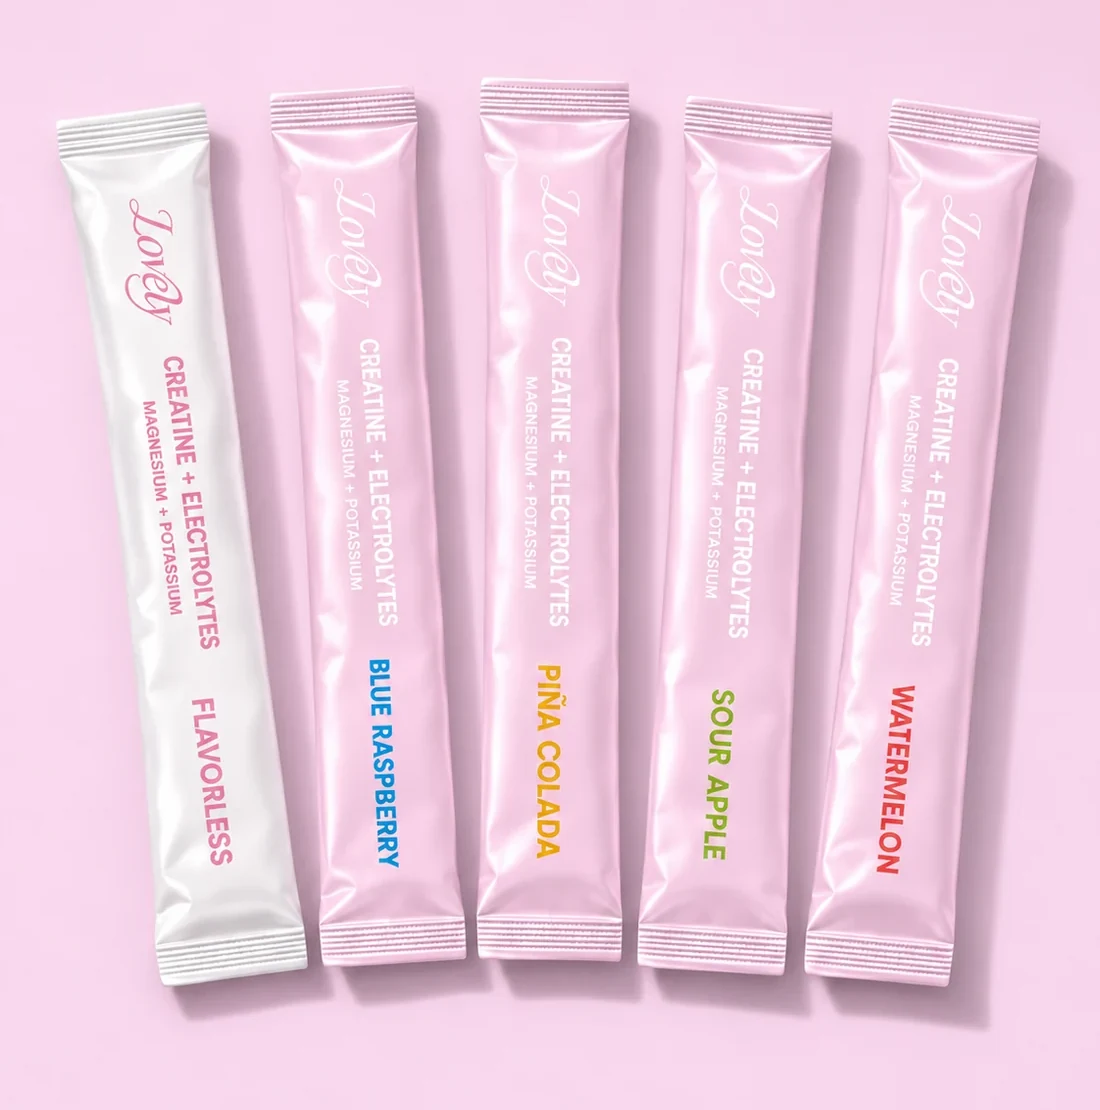 Lovely
CREATINE + ELECTROLYTES
MAGNESIUM + POTASSIUM
FLAVORLESS
Lovely
CREATINE + ELECTROLYTES
MAGNESIUM + POTASSIUM
BLUE RASPBERRY
Lovely
CREATINE + ELECTROLYTES
MAGNESIUM + POTASSIUM
PIÑA COLADA
Lovely
CREATINE + ELECTROLYTES
MAGNESIUM + POTASSIUM
SOUR APPLE
Lovely
CREATINE + ELECTROLYTES
MAGNESIUM + POTASSIUM
WATERMELON